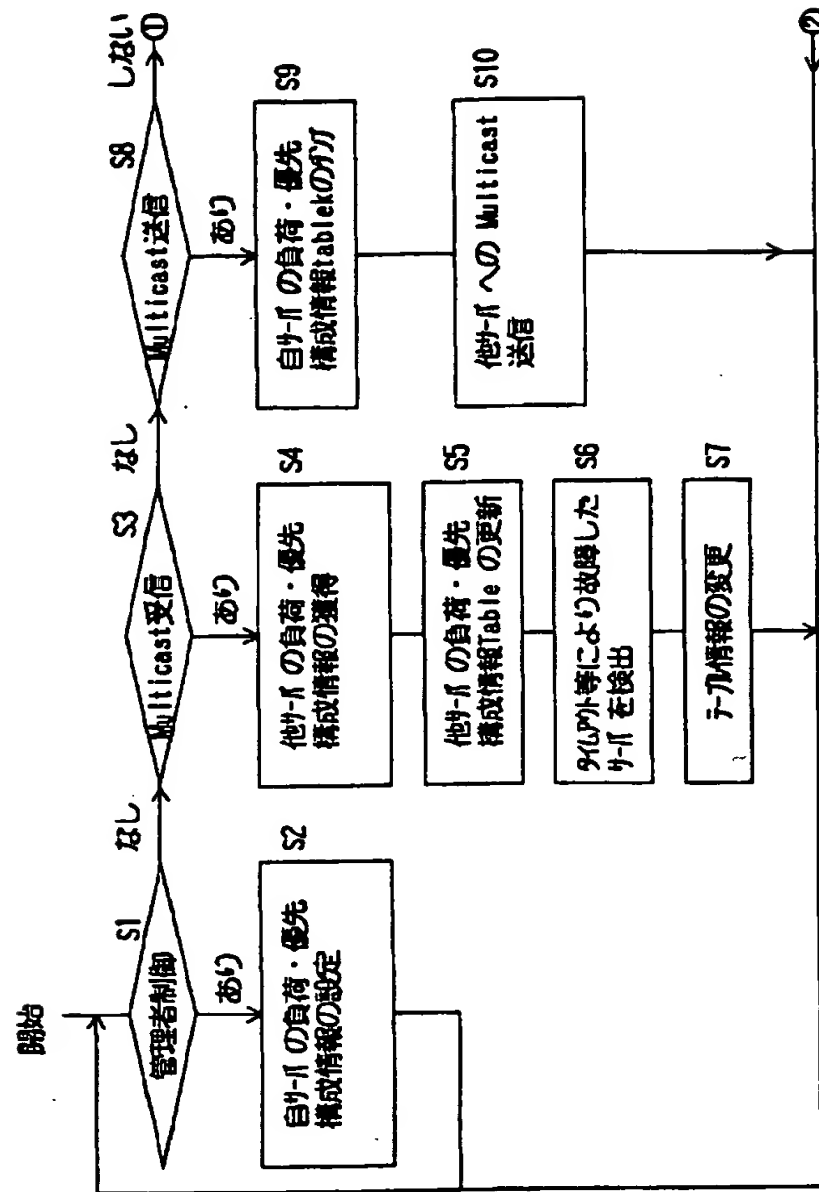 開始
S1
管理者制御
なし
あり
S2
自サーバの負荷・優先
構成情報の設定
S3
Multicast受信
なし
あり
S4
他サーバの負荷・優先
構成情報の獲得
S5
他サーバの負荷・優先
構成情報Tableの更新
S6
タイムアウト等により故障した
サーバを検出
S7
テーブル情報の変更
S8
Multicast送信
しない
①
あり
S9
自サーバの負荷・優先
構成情報tablekのダンプ
S10
他サーバへの Multicast
送信
②